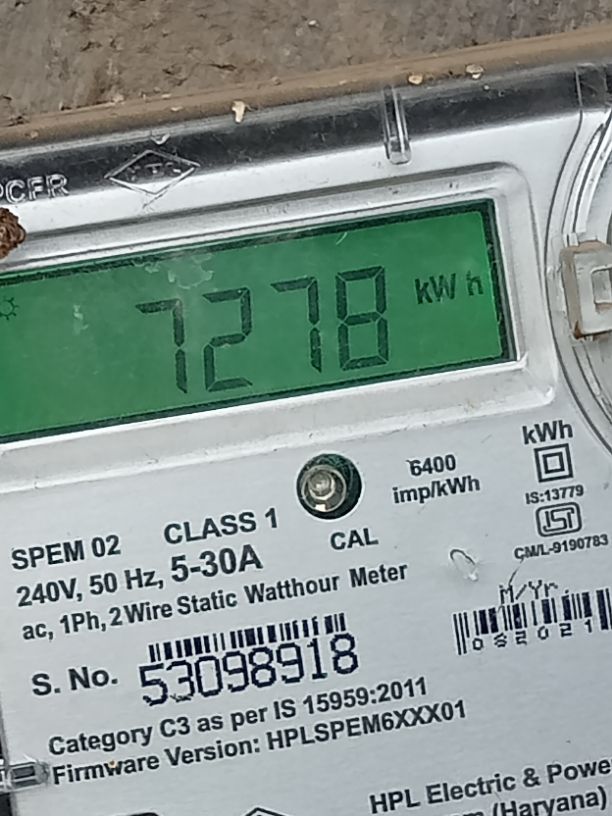 PCFR
7278 kWh
6400
imp/kWh
kWh
IS:13779
CM/L-9190783
SPEM 02 CLASS 1
CAL
240V, 50 Hz, 5-30A
ac, 1Ph, 2 Wire Static Watthour Meter
M/Yr.
082021
S. No. 53098918
Category C3 as per IS 15959:2011
Firmware Version: HPLSPEM6XXX01
HPL Electric & Powe
(Haryana)